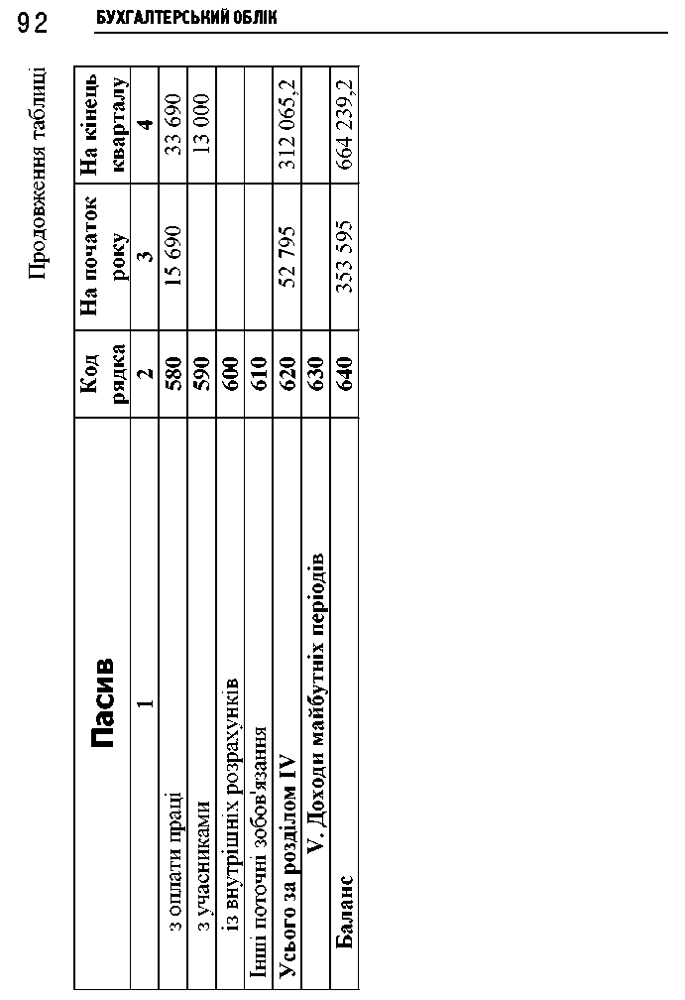 92
БУХГАЛТЕРСЬКИЙ ОБЛІК
Продовження таблиці
Пасив Код рядка На початок року На кінець кварталу
1 2 3 4
з оплати праці 580 15 690 33 690
з учасниками 590 13 000
із внутрішніх розрахунків 600
Інші поточні зобов'язання 610
Усього за розділом IV 620 52 795 312 065,2
V. Доходи майбутніх періодів 630
Баланс 640 353 595 664 239,2